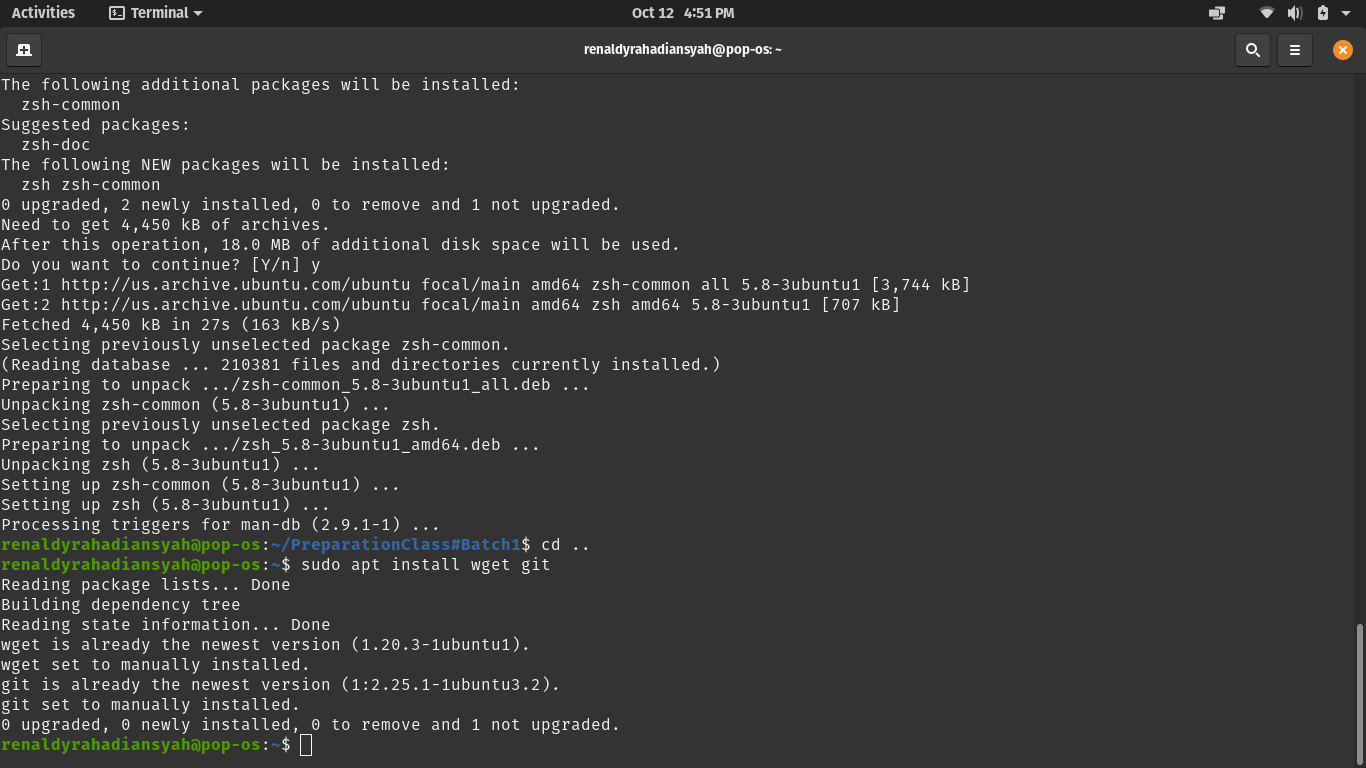 Activities Terminal Oct 12 4:51 PM
renaldyrahadiansyah@pop-os: ~
The following additional packages will be installed:
  zsh-common
Suggested packages:
  zsh-doc
The following NEW packages will be installed:
  zsh zsh-common
0 upgraded, 2 newly installed, 0 to remove and 1 not upgraded.
Need to get 4,450 kB of archives.
After this operation, 18.0 MB of additional disk space will be used.
Do you want to continue? [Y/n] y
Get:1 http://us.archive.ubuntu.com/ubuntu focal/main amd64 zsh-common all 5.8-3ubuntu1 [3,744 kB]
Get:2 http://us.archive.ubuntu.com/ubuntu focal/main amd64 zsh amd64 5.8-3ubuntu1 [707 kB]
Fetched 4,450 kB in 27s (163 kB/s)
Selecting previously unselected package zsh-common.
(Reading database ... 210381 files and directories currently installed.)
Preparing to unpack .../zsh-common_5.8-3ubuntu1_all.deb ...
Unpacking zsh-common (5.8-3ubuntu1) ...
Selecting previously unselected package zsh.
Preparing to unpack .../zsh_5.8-3ubuntu1_amd64.deb ...
Unpacking zsh (5.8-3ubuntu1) ...
Setting up zsh-common (5.8-3ubuntu1) ...
Setting up zsh (5.8-3ubuntu1) ...
Processing triggers for man-db (2.9.1-1) ...
renaldyrahadiansyah@pop-os:~/PreparationClass#Batch1$ cd ..
renaldyrahadiansyah@pop-os:~$ sudo apt install wget git
Reading package lists... Done
Building dependency tree
Reading state information... Done
wget is already the newest version (1.20.3-1ubuntu1).
wget set to manually installed.
git is already the newest version (1:2.25.1-1ubuntu3.2).
git set to manually installed.
0 upgraded, 0 newly installed, 0 to remove and 1 not upgraded.
renaldyrahadiansyah@pop-os:~$